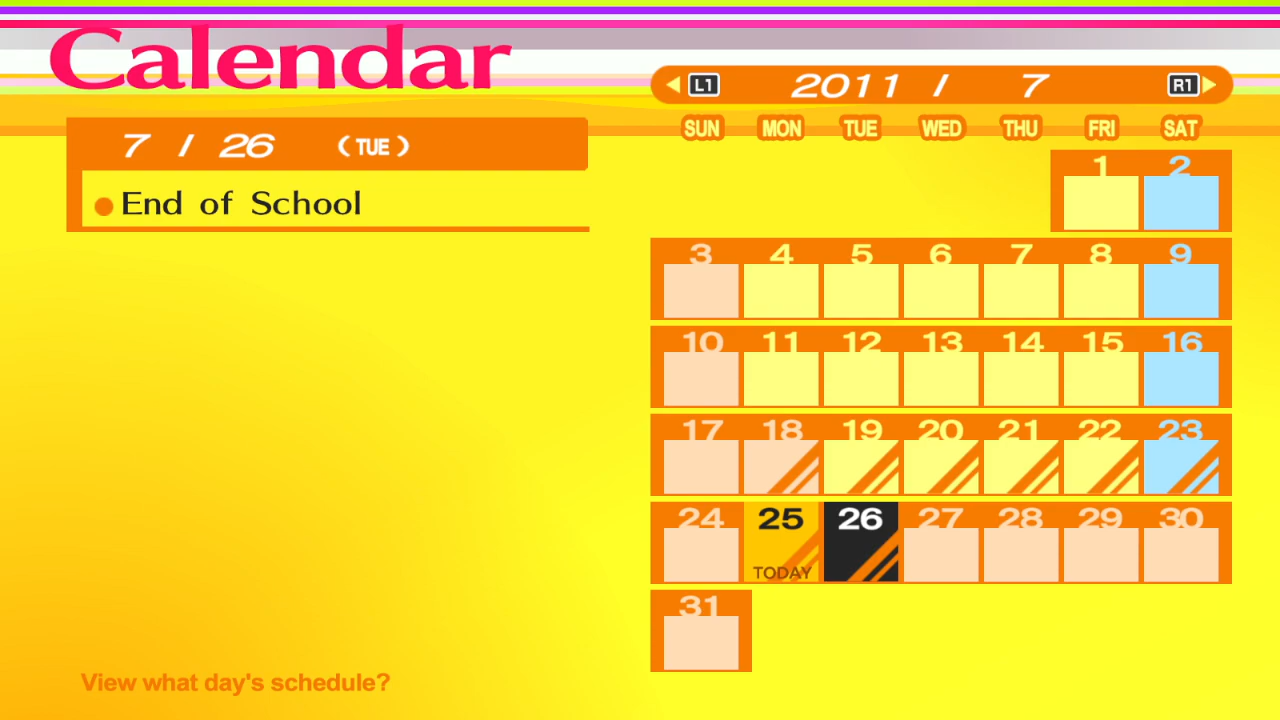 Calendar
L1 2011 / 7 R1
SUN MON TUE WED THU FRI SAT
7 / 26 (TUE)
End of School
1 2
3 4 5 6 7 8 9
10 11 12 13 14 15 16
17 18 19 20 21 22 23
24 25 26 27 28 29 30
TODAY
31
View what day's schedule?